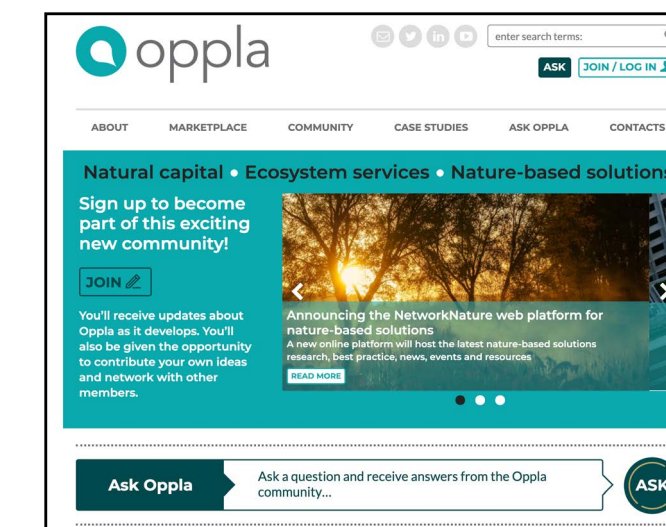 oppla
enter search terms:
ASK
JOIN / LOG IN
ABOUT MARKETPLACE COMMUNITY CASE STUDIES ASK OPPLA CONTACTS
Natural capital • Ecosystem services • Nature-based solutions
Sign up to become
part of this exciting
new community!
JOIN
You'll receive updates about
Oppla as it develops. You'll
also be given the opportunity
to contribute your own ideas
and network with other
members.
Announcing the NetworkNature web platform for
nature-based solutions
A new online platform will host the latest nature-based solutions
research, best practice, news, events and resources
READ MORE
Ask Oppla
Ask a question and receive answers from the Oppla
community...
ASK